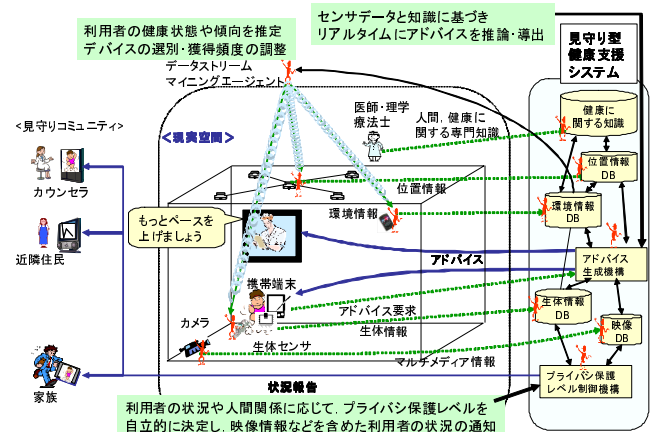 利用者の健康状態や傾向を推定
デバイスの選別・獲得頻度の調整
センサデータと知識に基づき
リアルタイムにアドバイスを推論・導出
見守り型
健康支援
システム
データストリーム
マイニングエージェント
医師・理学
療法士
人間,健康に
関する専門知識
健康に
関する知識
<見守りコミュニティ>
<現実空間>
カウンセラ
位置情報
位置情報
DB
環境情報
環境情報
DB
もっとペースを
上げましょう
近隣住民
アドバイス
アドバイス
生成機構
携帯端末
アドバイス要求
生体情報
生体情報
DB
カメラ
生体センサ
映像
DB
マルチメディア情報
家族
状況報告
プライバシ保護
レベル制御機構
利用者の状況や人間関係に応じて,プライバシ保護レベルを
自立的に決定し,映像情報などを含めた利用者の状況の通知